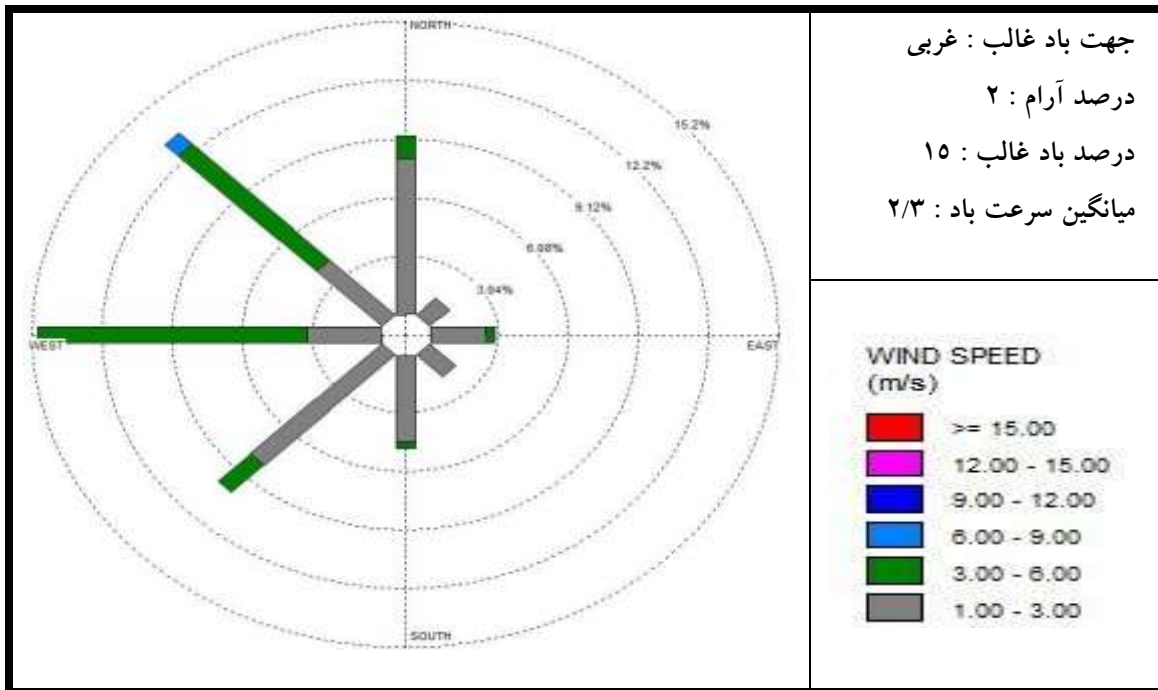 NORTH
15.2%
12.2%
9.12%
6.08%
3.04%
WEST
EAST
SOUTH
جهت باد غالب : غربی
درصد آرام : ۲
درصد باد غالب : ۱۵
میانگین سرعت باد : ۲/۳
WIND SPEED
(m/s)
>= 15.00
12.00 - 15.00
9.00 - 12.00
6.00 - 9.00
3.00 - 6.00
1.00 - 3.00